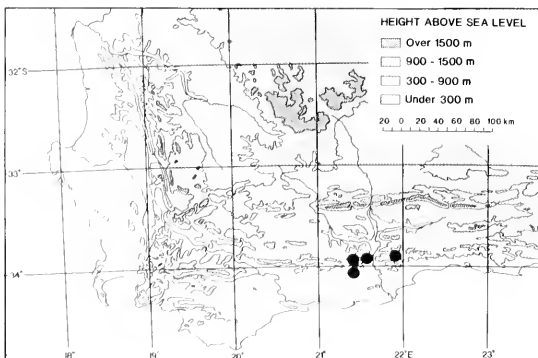 HEIGHT ABOVE SEA LEVEL
Over 1500 m
900 - 1500 m
300 - 900 m
Under 300 m
20 0 20 40 60 80 100 km
32°S
33°
34°
18° 19° 20° 21° 22°E 23°